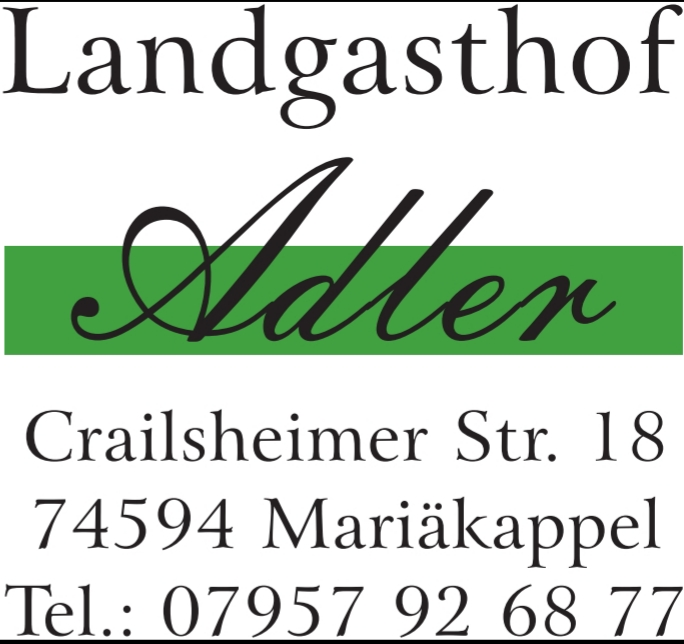 Landgasthof
Adler
Crailsheimer Str. 18
74594 Mariäkappel
Tel.: 07957 92 68 77